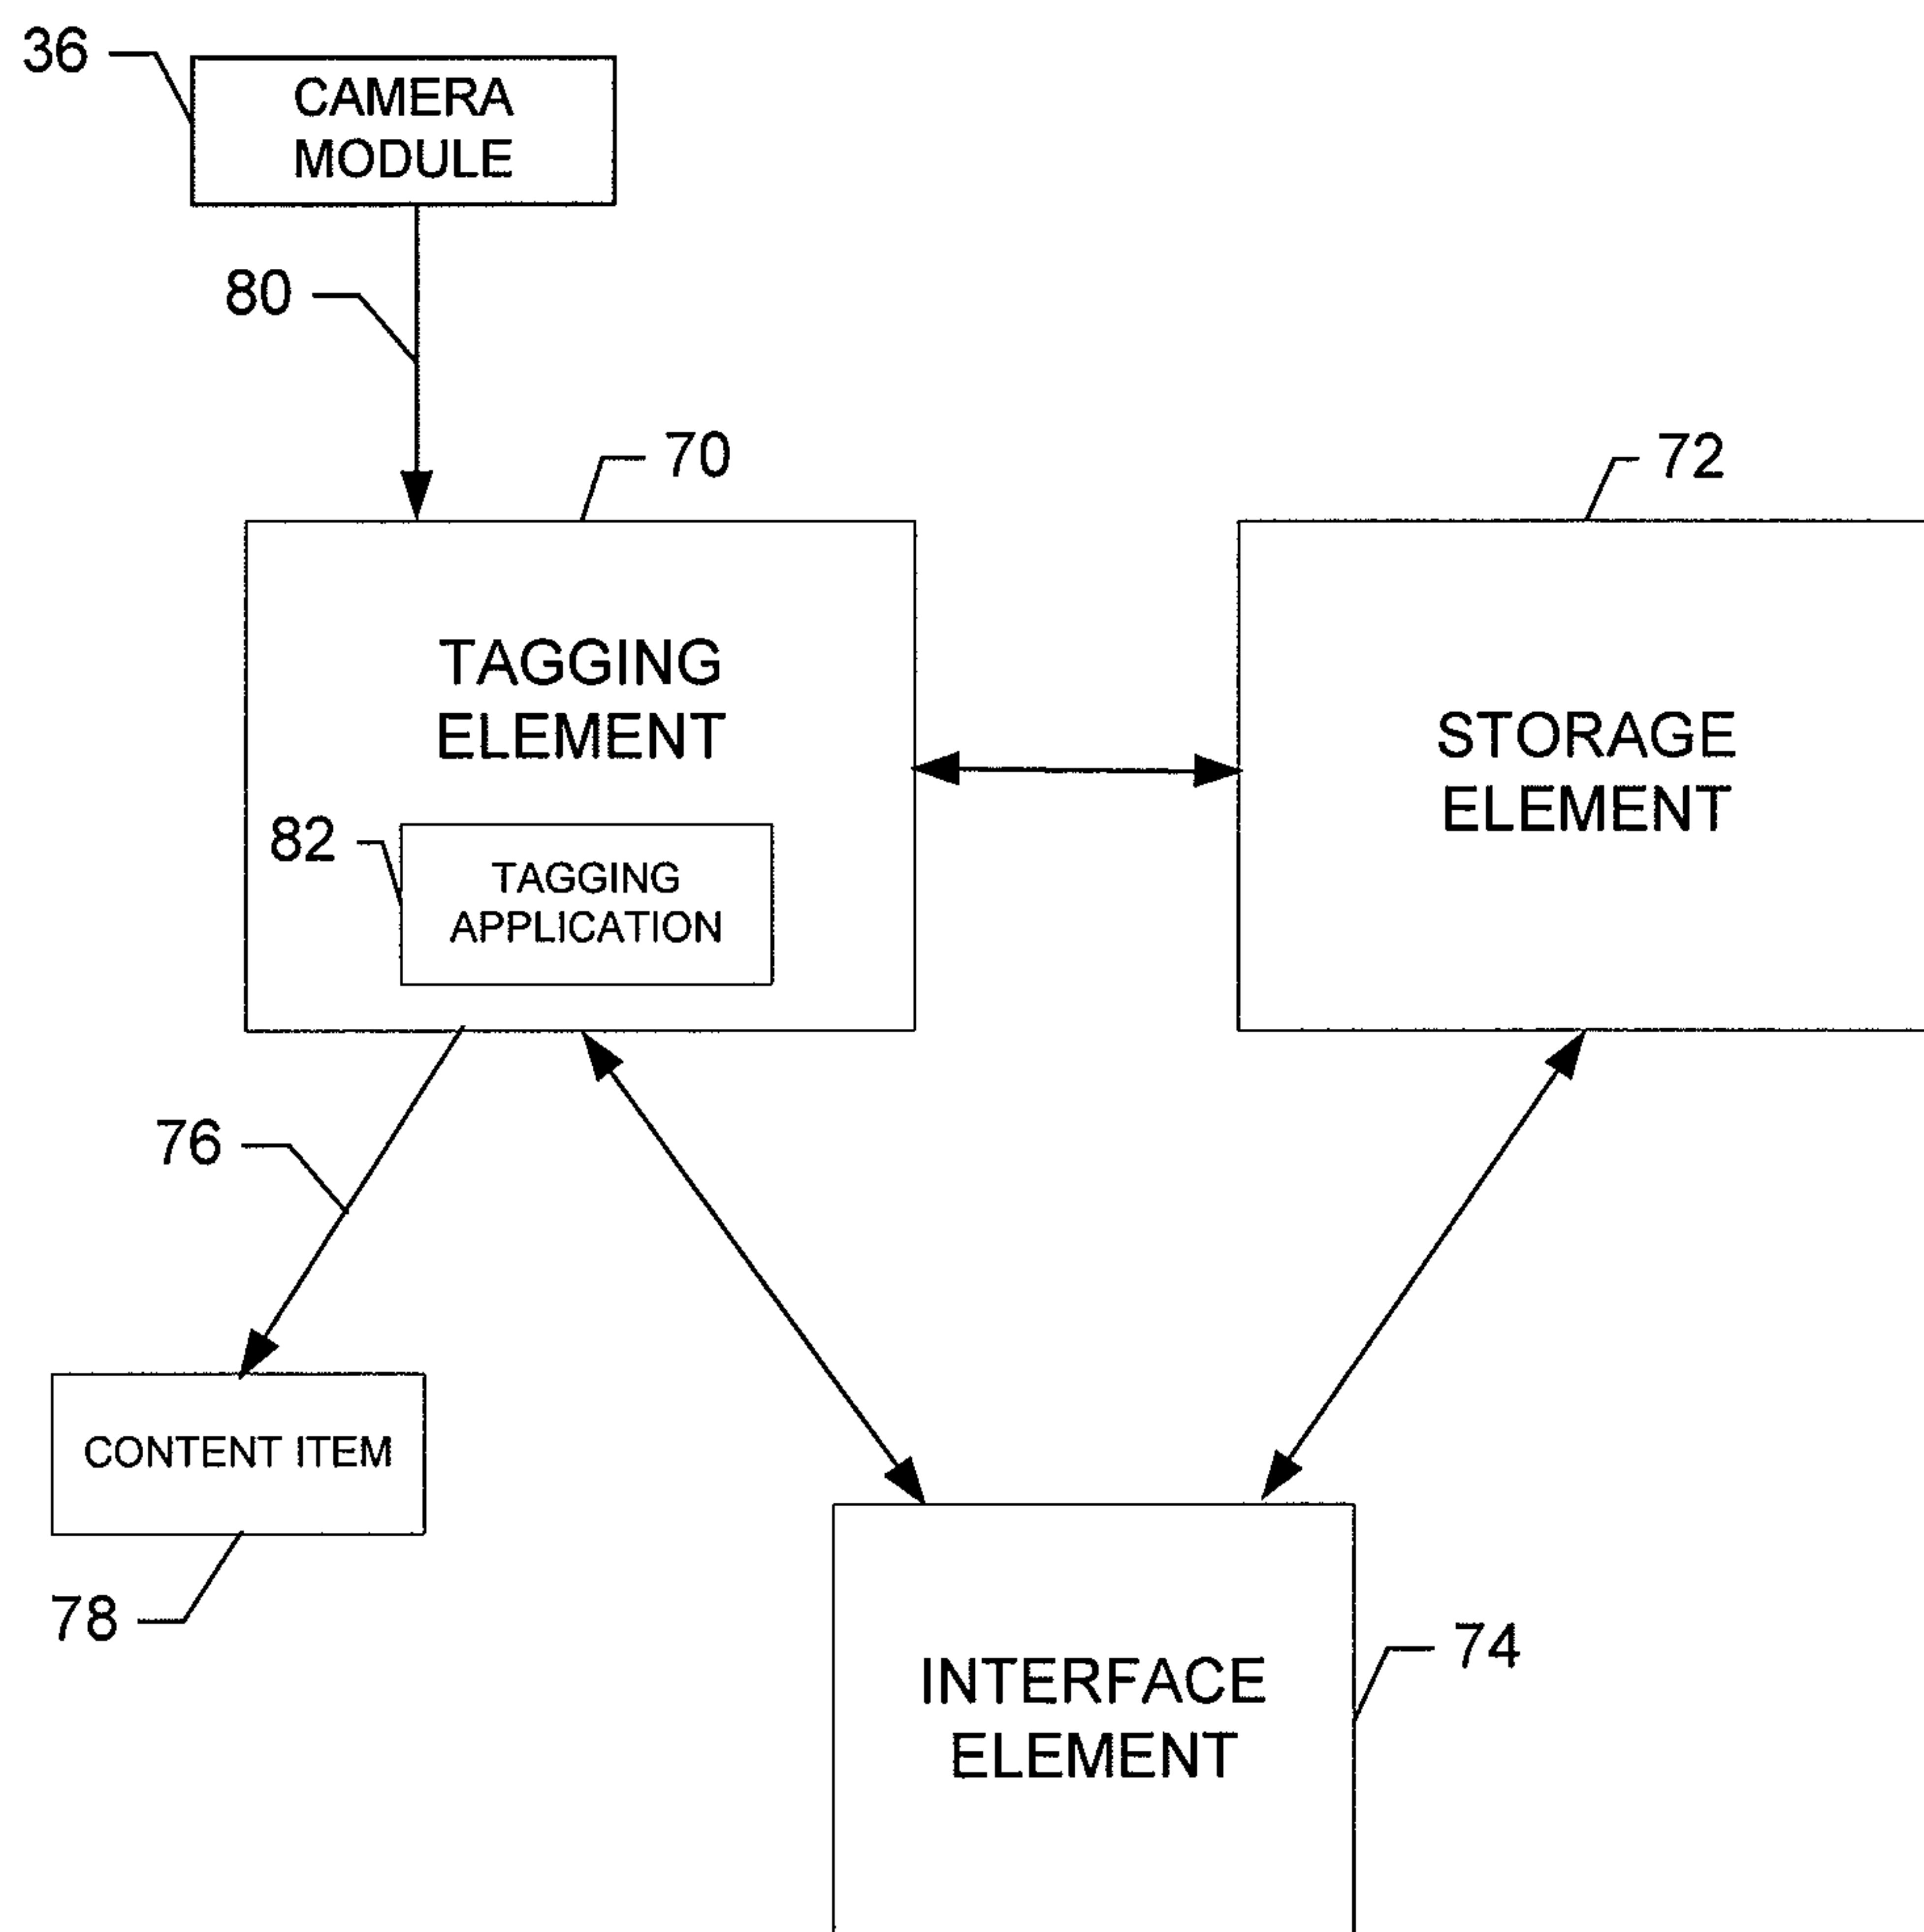 36
CAMERA
MODULE
80
70
72
TAGGING
ELEMENT
STORAGE
ELEMENT
82
TAGGING
APPLICATION
76
CONTENT ITEM
78
74
INTERFACE
ELEMENT